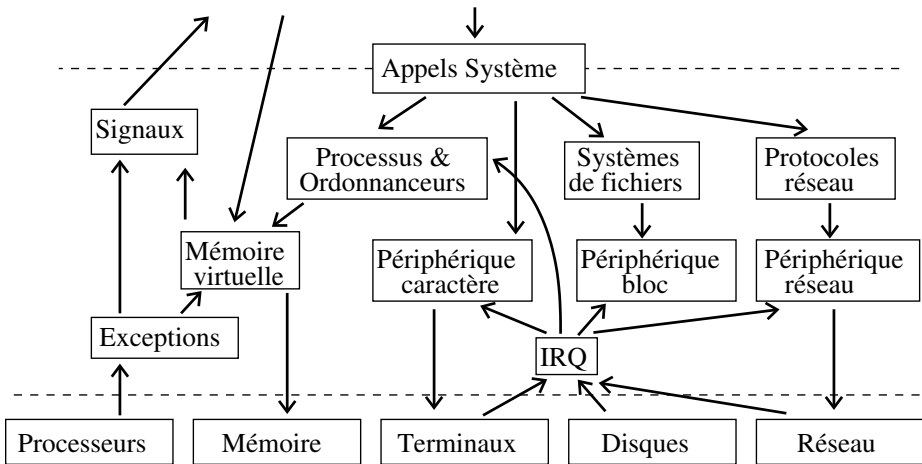 Appels Système
Signaux
Processus &
Ordonnanceurs
Systèmes
de fichiers
Protocoles
réseau
Mémoire
virtuelle
Périphérique
caractère
Périphérique
bloc
Périphérique
réseau
Exceptions
IRQ
Processeurs
Mémoire
Terminaux
Disques
Réseau